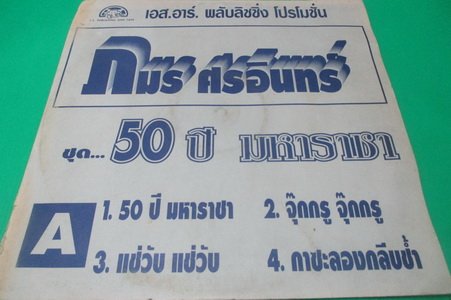 เอส.อาร์. พลับลิชซิ่ง โปรโมชั่น
ภมร ศรอินทร์
ชุด... 50 ปี มหาราชา
A
1. 50 ปี มหาราชา 2. จุ๊กกรู จุ๊กกรู
3. แซ่วับ แซ่วับ 4. กาซะลองกลีบช้ำ